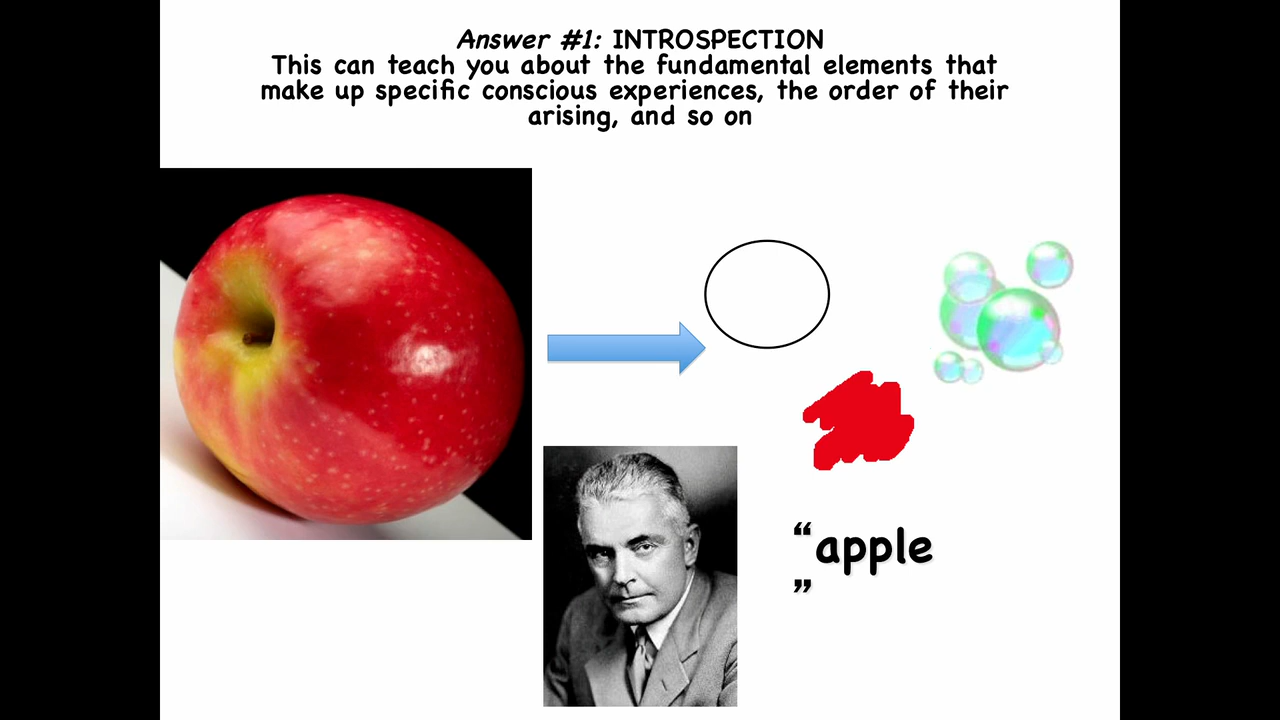 Answer #1: INTROSPECTION
This can teach you about the fundamental elements that
make up specific conscious experiences, the order of their
arising, and so on
“apple
”